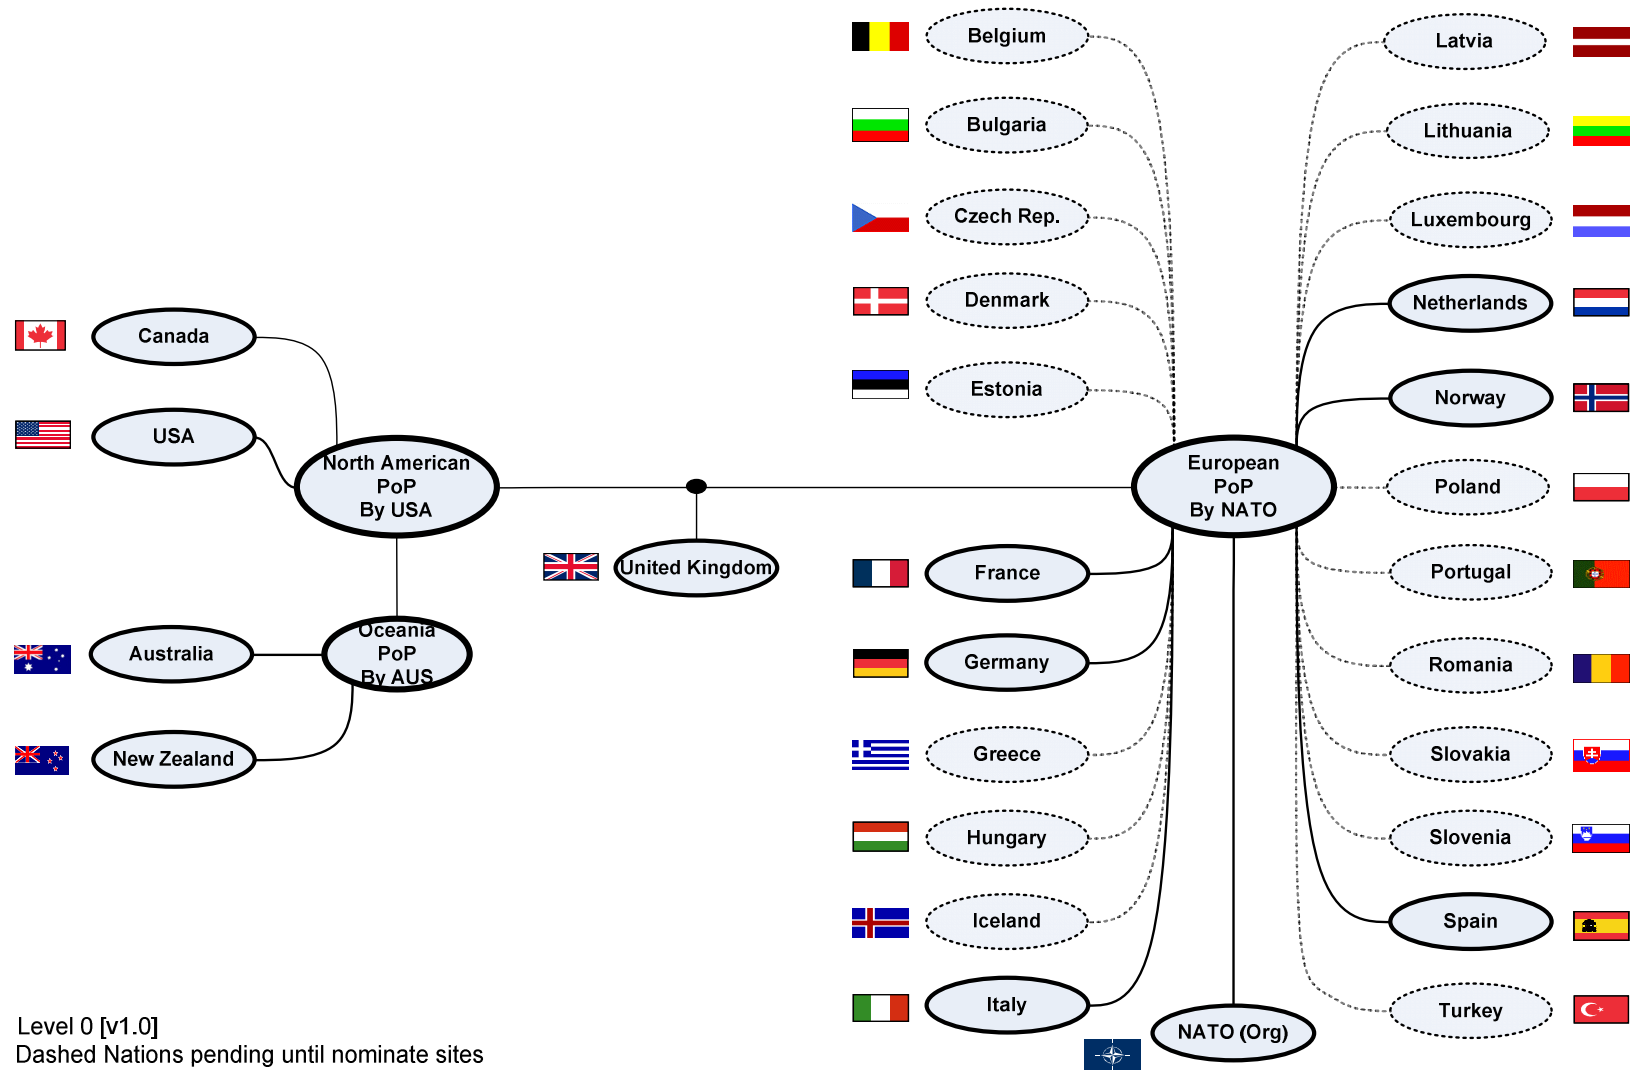 Belgium
Bulgaria
Czech Rep.
Denmark
Estonia
Latvia
Lithuania
Luxembourg
Netherlands
Norway
Canada
USA
North American
PoP
By USA
European
PoP
By NATO
Poland
United Kingdom
France
Portugal
Oceania
PoP
By AUS
Australia
Germany
Romania
New Zealand
Greece
Slovakia
Hungary
Slovenia
Iceland
Spain
Italy
NATO (Org)
Turkey
Level 0 [v1.0]
Dashed Nations pending until nominate sites